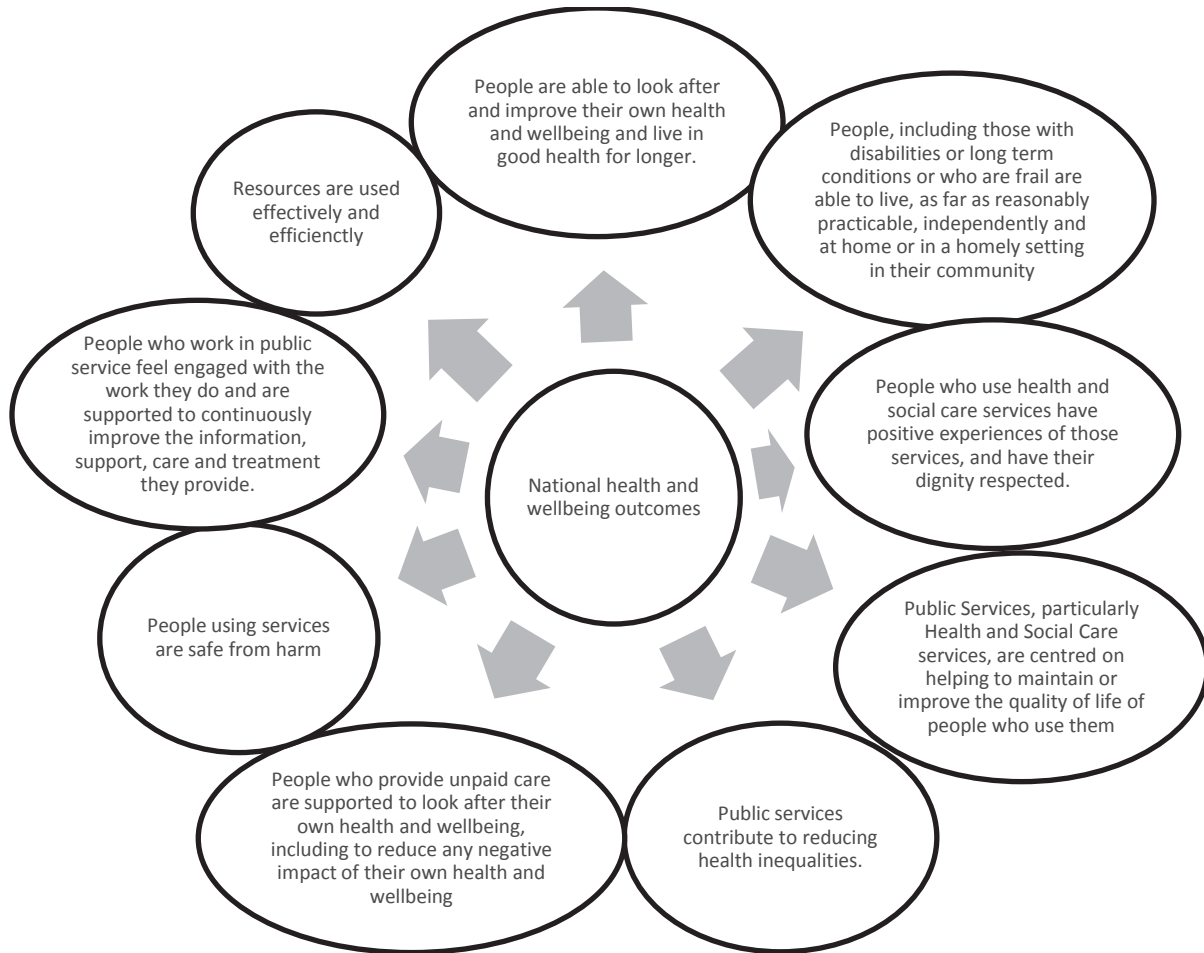 People are able to look after
and improve their own health
and wellbeing and live in
good health for longer.
People, including those with
disabilities or long term
conditions or who are frail are
able to live, as far as reasonably
practicable, independently and
at home or in a homely setting
in their community
People who use health and
social care services have
positive experiences of those
services, and have their
dignity respected.
Public Services, particularly
Health and Social Care
services, are centred on
helping to maintain or
improve the quality of life of
people who use them
Public services
contribute to reducing
health inequalities.
People who provide unpaid care
are supported to look after their
own health and wellbeing,
including to reduce any negative
impact of their own health and
wellbeing
People using services
are safe from harm
People who work in public
service feel engaged with the
work they do and are
supported to continuously
improve the information,
support, care and treatment
they provide.
Resources are used
effectively and
efficienctly
National health and
wellbeing outcomes